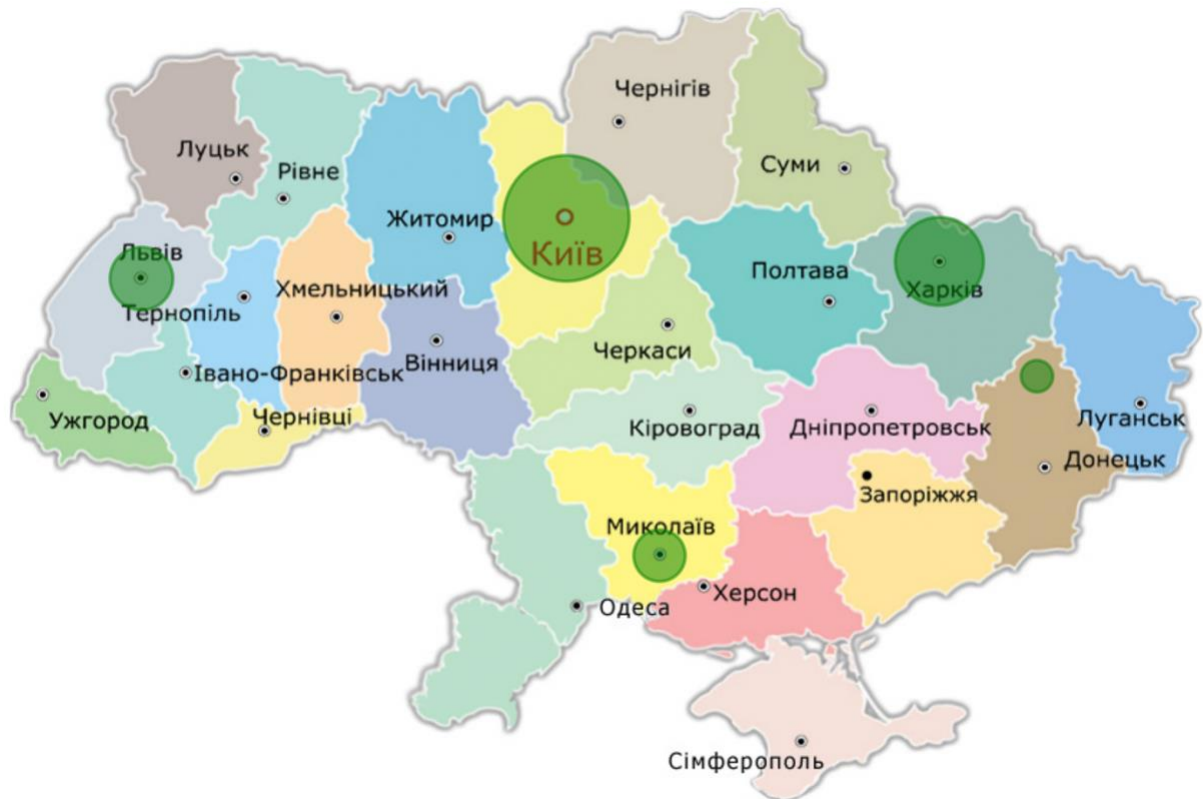 Чернігів
Луцьк
Рівне
Суми
Житомир
Київ
Львів
Полтава
Харків
Хмельницький
Тернопіль
Черкаси
Вінниця
Івано-Франківськ
Ужгород
Чернівці
Кіровоград
Дніпропетровськ
Луганськ
Донецьк
Запоріжжя
Миколаїв
Херсон
Одеса
Сімферополь